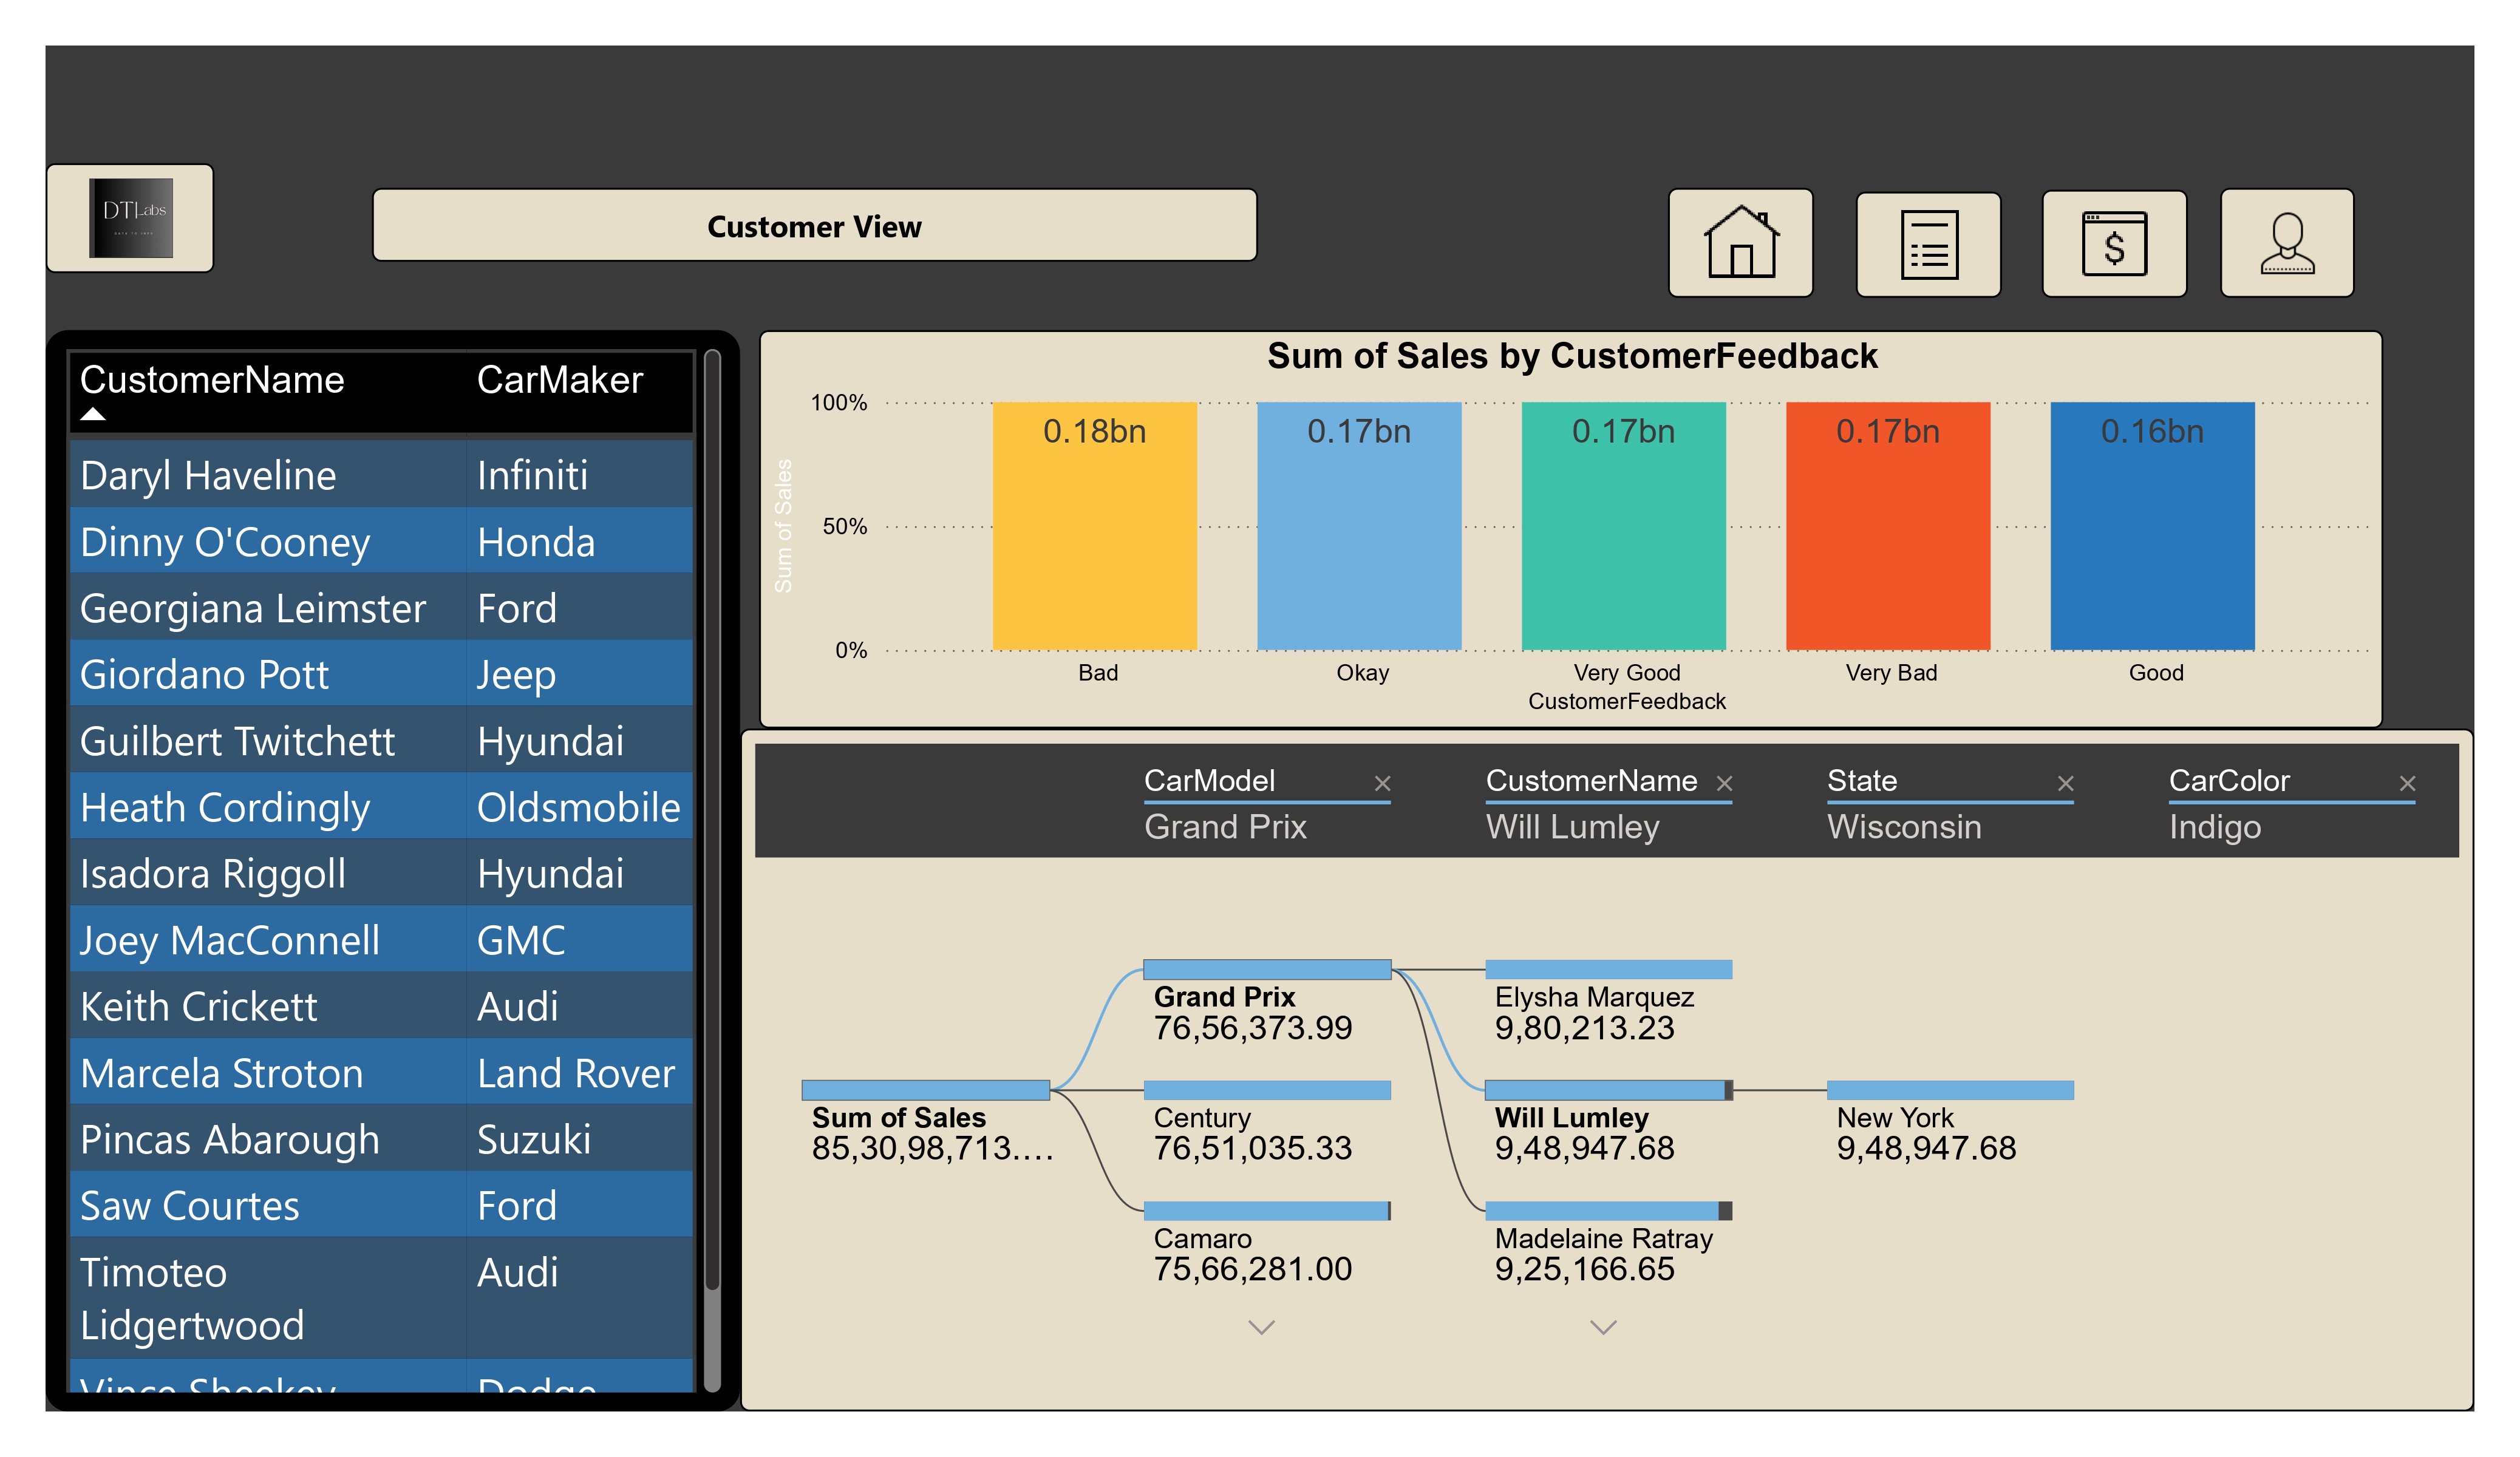 DTLabs
DATA TO INFO
Customer View
$
CustomerName CarMaker
Daryl Haveline Infiniti
Dinny O'Cooney Honda
Georgiana Leimster Ford
Giordano Pott Jeep
Guilbert Twitchett Hyundai
Heath Cordingly Oldsmobile
Isadora Riggoll Hyundai
Joey MacConnell GMC
Keith Crickett Audi
Marcela Stroton Land Rover
Pincas Abarough Suzuki
Saw Courtes Ford
Timoteo Audi
Lidgertwood
Vince Sheekey Dodge
Sum of Sales by CustomerFeedback
Sum of Sales
100%
50%
0%
0.18bn 0.17bn 0.17bn 0.17bn 0.16bn
Bad Okay Very Good Very Bad Good
CustomerFeedback
CarModel CustomerName State CarColor
Grand Prix Will Lumley Wisconsin Indigo
Sum of Sales
85,30,98,713....
Grand Prix
76,56,373.99
Century
76,51,035.33
Camaro
75,66,281.00
Elysha Marquez
9,80,213.23
Will Lumley
9,48,947.68
Madelaine Ratray
9,25,166.65
New York
9,48,947.68